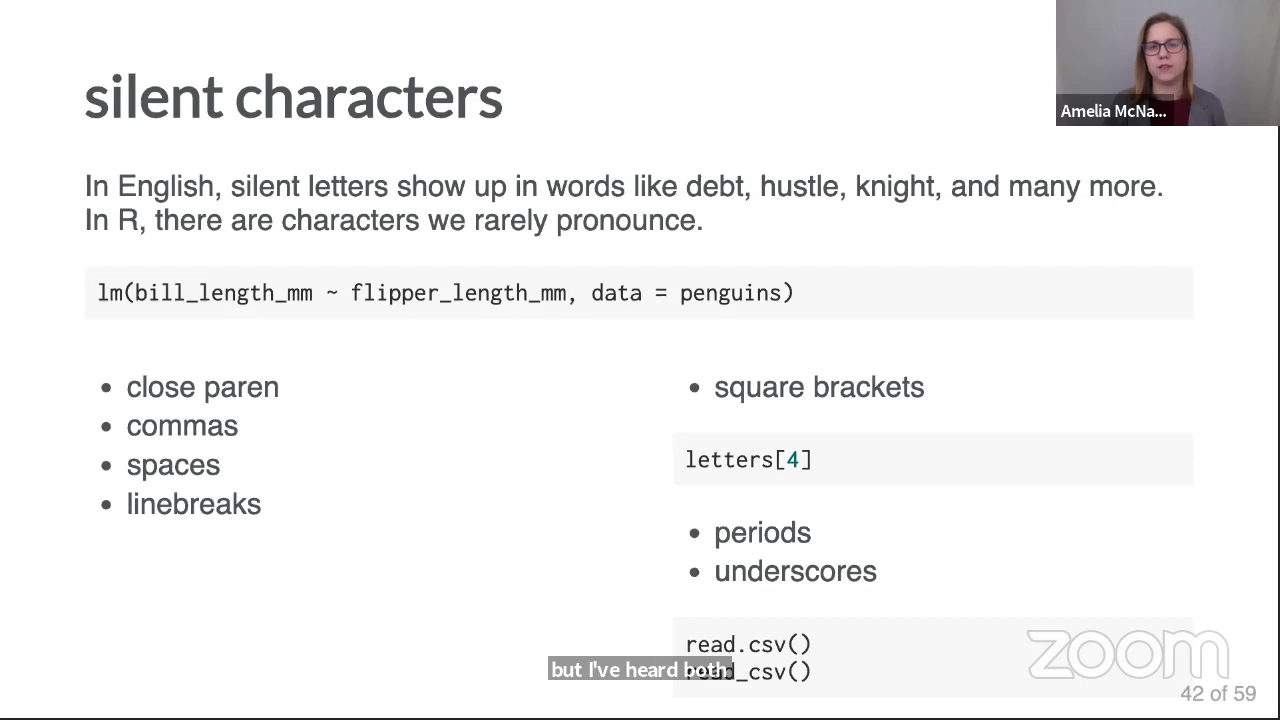 silent characters
Amelia McNa...
In English, silent letters show up in words like debt, hustle, knight, and many more.
In R, there are characters we rarely pronounce.
lm(bill_length_mm ~ flipper_length_mm, data = penguins)
• close paren
• commas
• spaces
• linebreaks
• square brackets
letters[4]
• periods
• underscores
read.csv()
read_csv()
but I've heard both
zoom
42 of 59